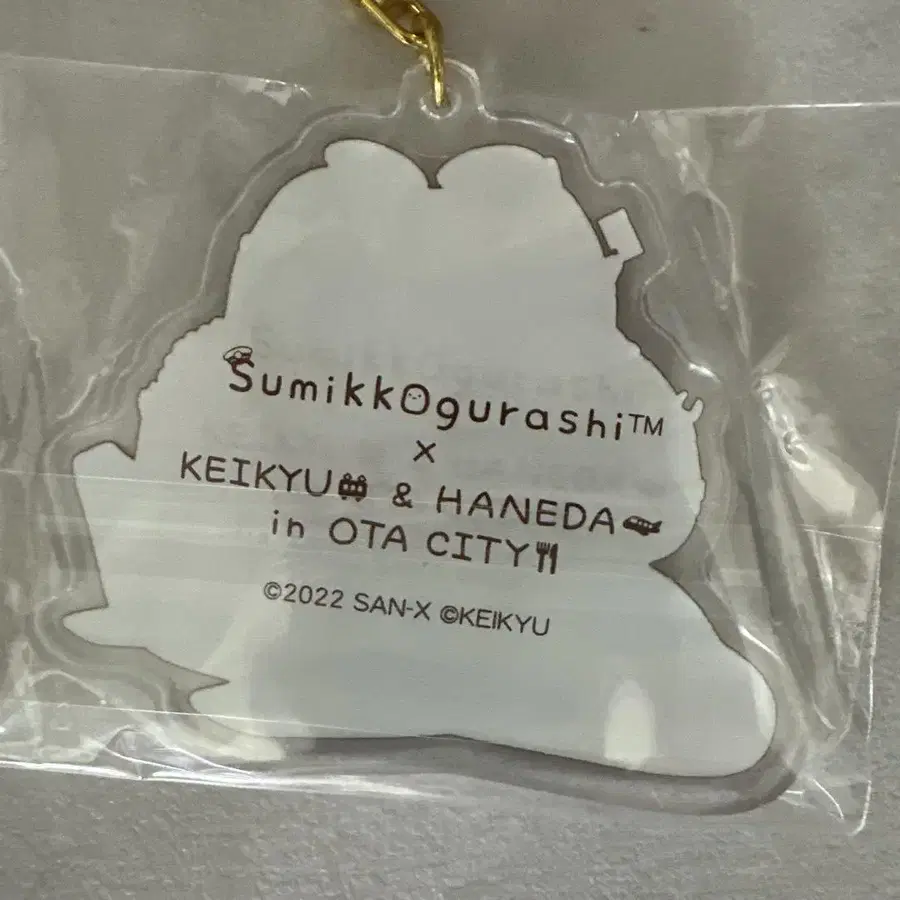 Sumikkogurashi™
×
KEIKYU & HANEDA
in OTA CITY
©2022 SAN-X ©KEIKYU